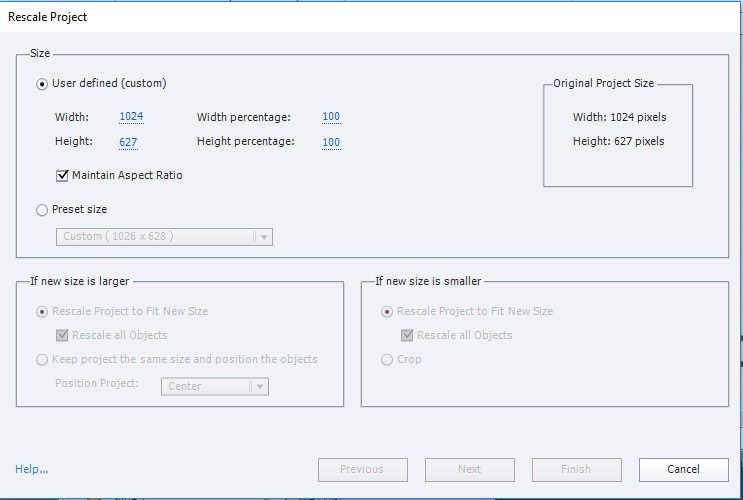 Rescale Project
Size
User defined (custom)
Original Project Size
Width: 1024 Width percentage: 100
Width: 1024 pixels
Height: 627 Height percentage: 100
Height: 627 pixels
Maintain Aspect Ratio
Preset size
Custom ( 1026 x 628 )
If new size is larger
Rescale Project to Fit New Size
Rescale all Objects
Keep project the same size and position the objects
Position Project: Center
If new size is smaller
Rescale Project to Fit New Size
Rescale all Objects
Crop
Help... Previous Next Finish Cancel